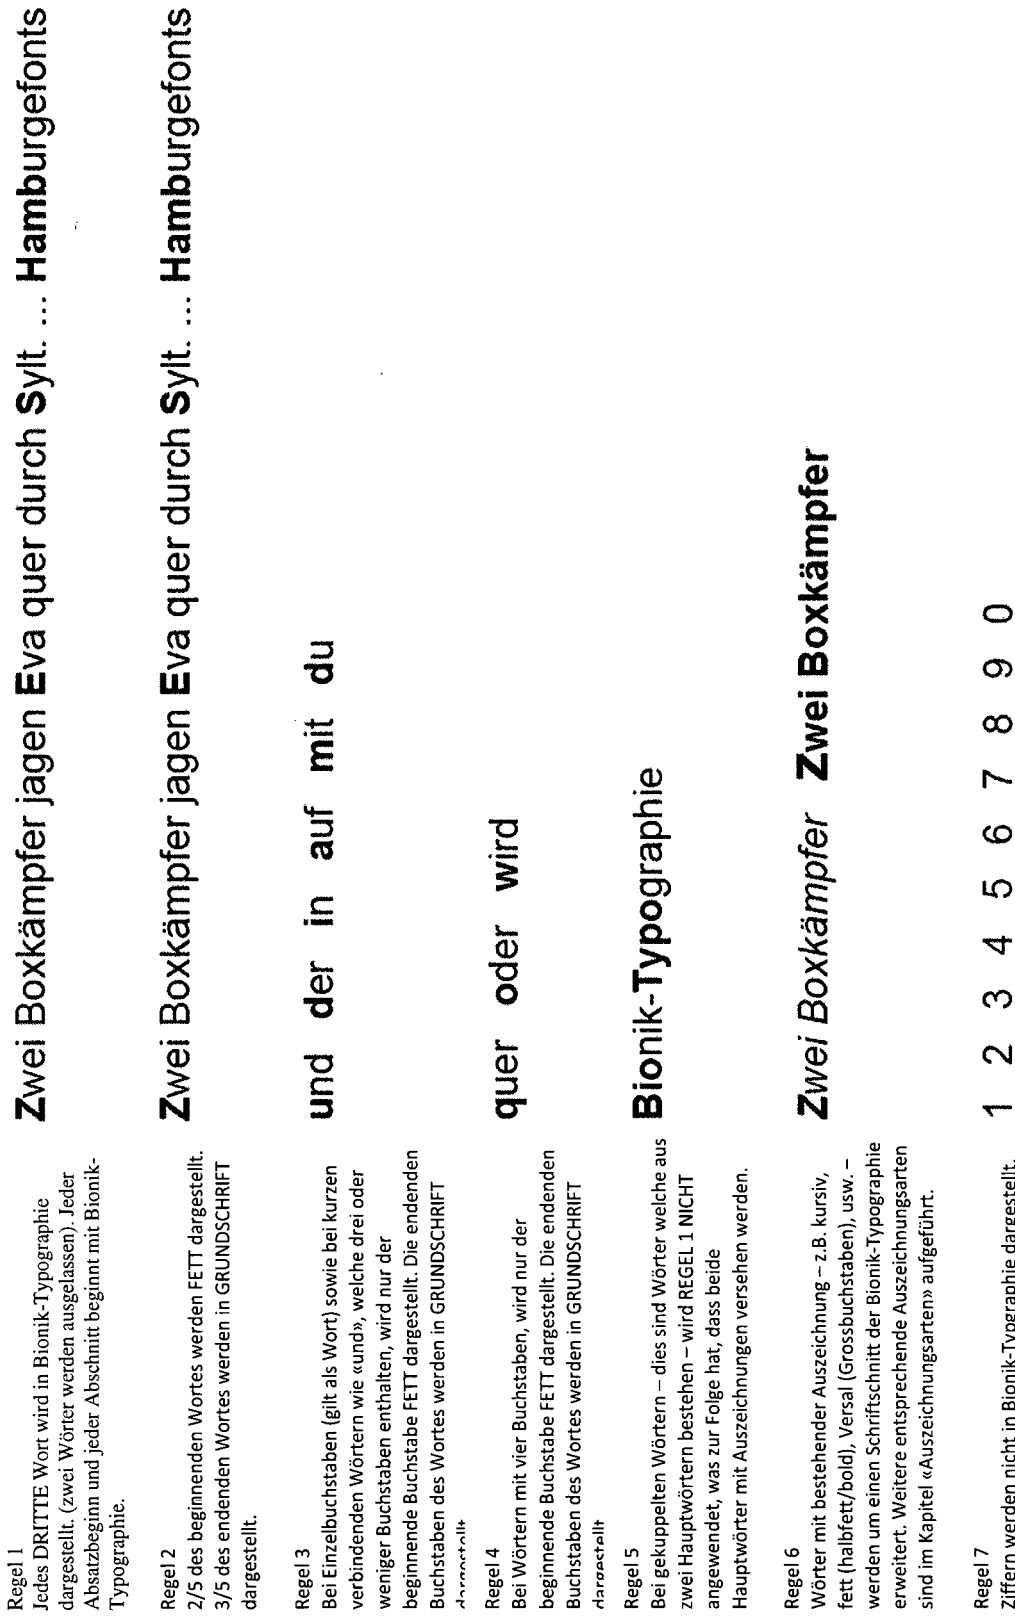 Regel 1
Jedes DRITTE Wort wird in Bionik-Typographie
dargestellt. (zwei Wörter werden ausgelassen). Jeder
Absatzbeginn und jeder Abschnitt beginnt mit Bionik-
Typographie.
Zwei Boxkämpfer jagen Eva quer durch Sylt. ... Hamburgefonts
Regel 2
2/5 des beginnenden Wortes werden FETT dargestellt.
3/5 des endenden Wortes werden in GRUNDSCHRIFT
dargestellt.
Zwei Boxkämpfer jagen Eva quer durch Sylt. ... Hamburgefonts
Regel 3
Bei Einzelbuchstaben (gilt als Wort) sowie bei kurzen
verbindenden Wörtern wie «und», welche drei oder
weniger Buchstaben enthalten, wird nur der
beginnende Buchstabe FETT dargestellt. Die endenden
Buchstaben des Wortes werden in GRUNDSCHRIFT
dargestellt
und der in auf mit du
Regel 4
Bei Wörtern mit vier Buchstaben, wird nur der
beginnende Buchstabe FETT dargestellt. Die endenden
Buchstaben des Wortes werden in GRUNDSCHRIFT
dargestellt
quer oder wird
Regel 5
Bei gekuppelten Wörtern – dies sind Wörter welche aus
zwei Hauptwörtern bestehen – wird REGEL 1 NICHT
angewendet, was zur Folge hat, dass beide
Hauptwörter mit Auszeichnungen versehen werden.
Bionik-Typographie
Regel 6
Wörter mit bestehender Auszeichnung – z.B. kursiv,
fett (halbfett/bold), Versal (Grossbuchstaben), usw. –
werden um einen Schriftschnitt der Bionik-Typographie
erweitert. Weitere entsprechende Auszeichnungsarten
sind im Kapitel «Auszeichnungsarten» aufgeführt.
Zwei Boxkämpfer Zwei Boxkämpfer
Regel 7
Ziffern werden nicht in Bionik-Typographie dargestellt.
1 2 3 4 5 6 7 8 9 0